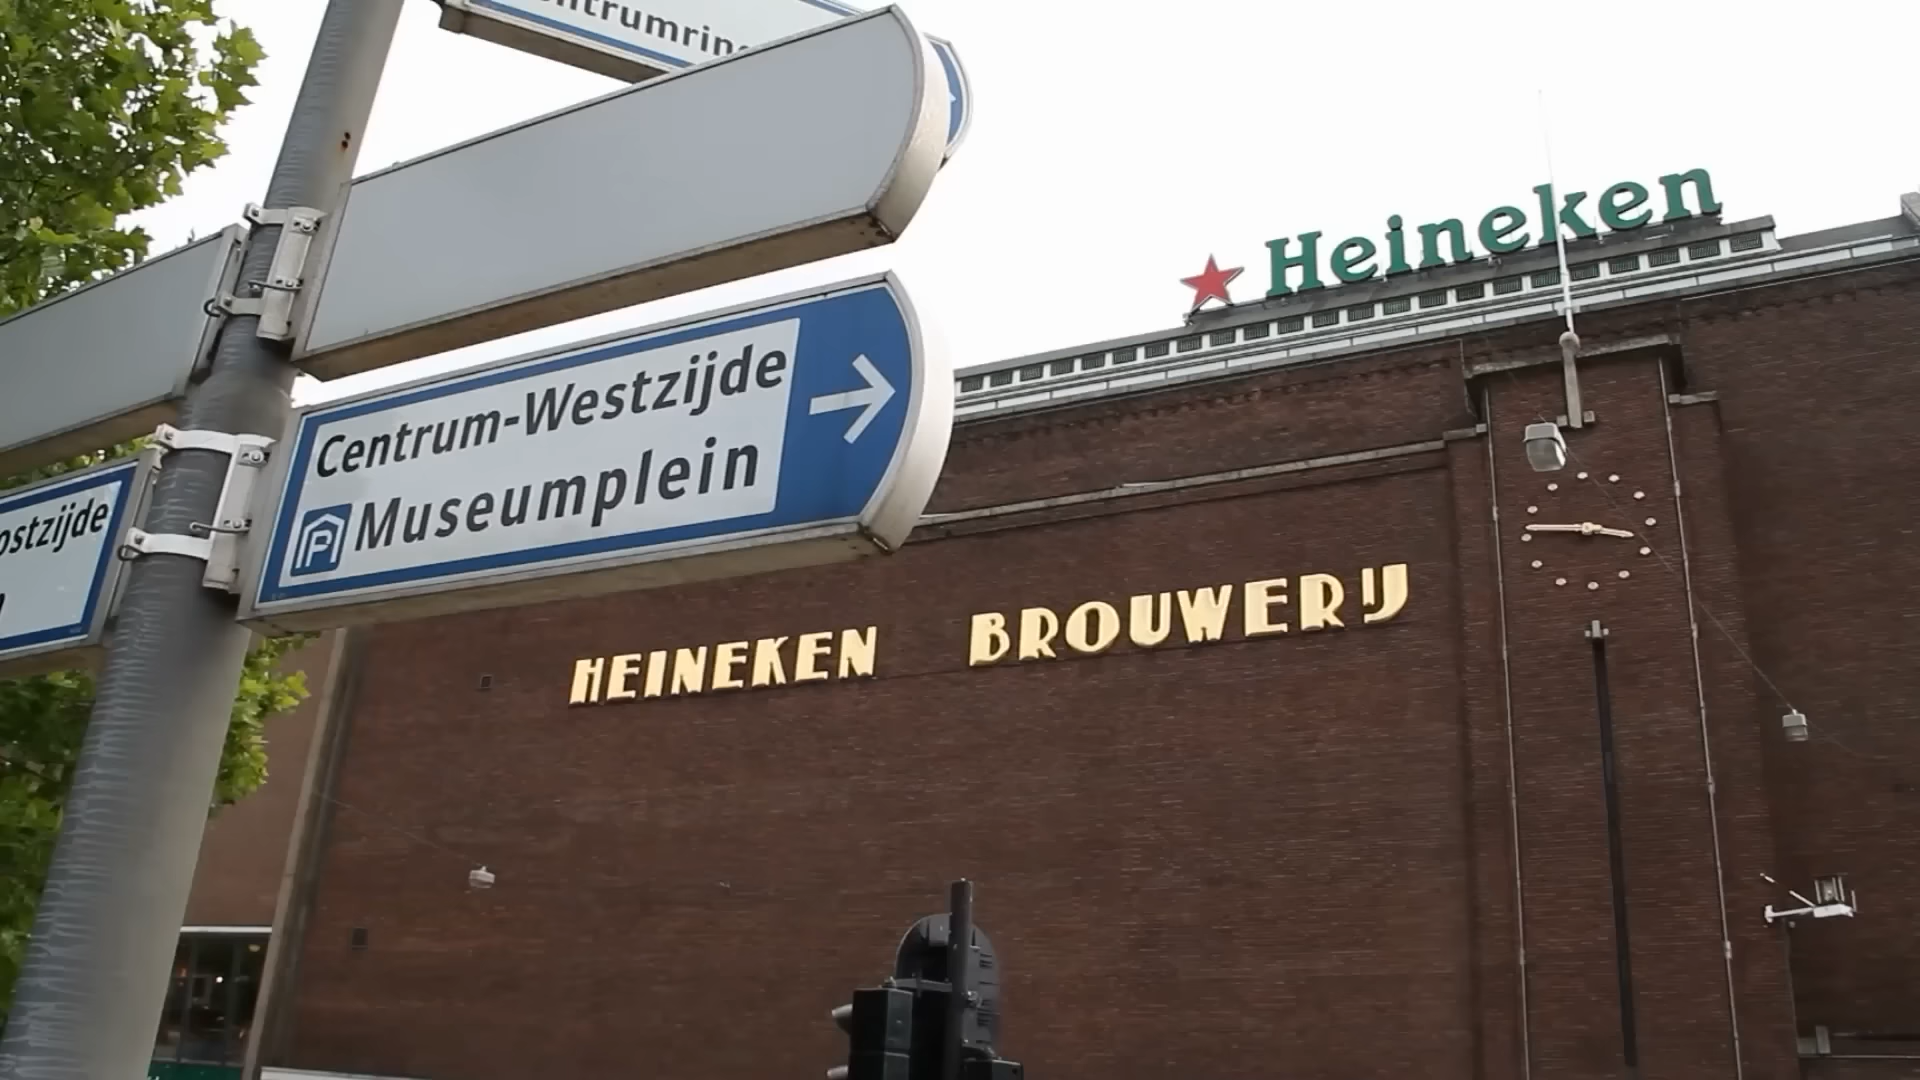 Heineken
Centrum-Westzijde
P Museumplein
HEINEKEN BROUWERIJ